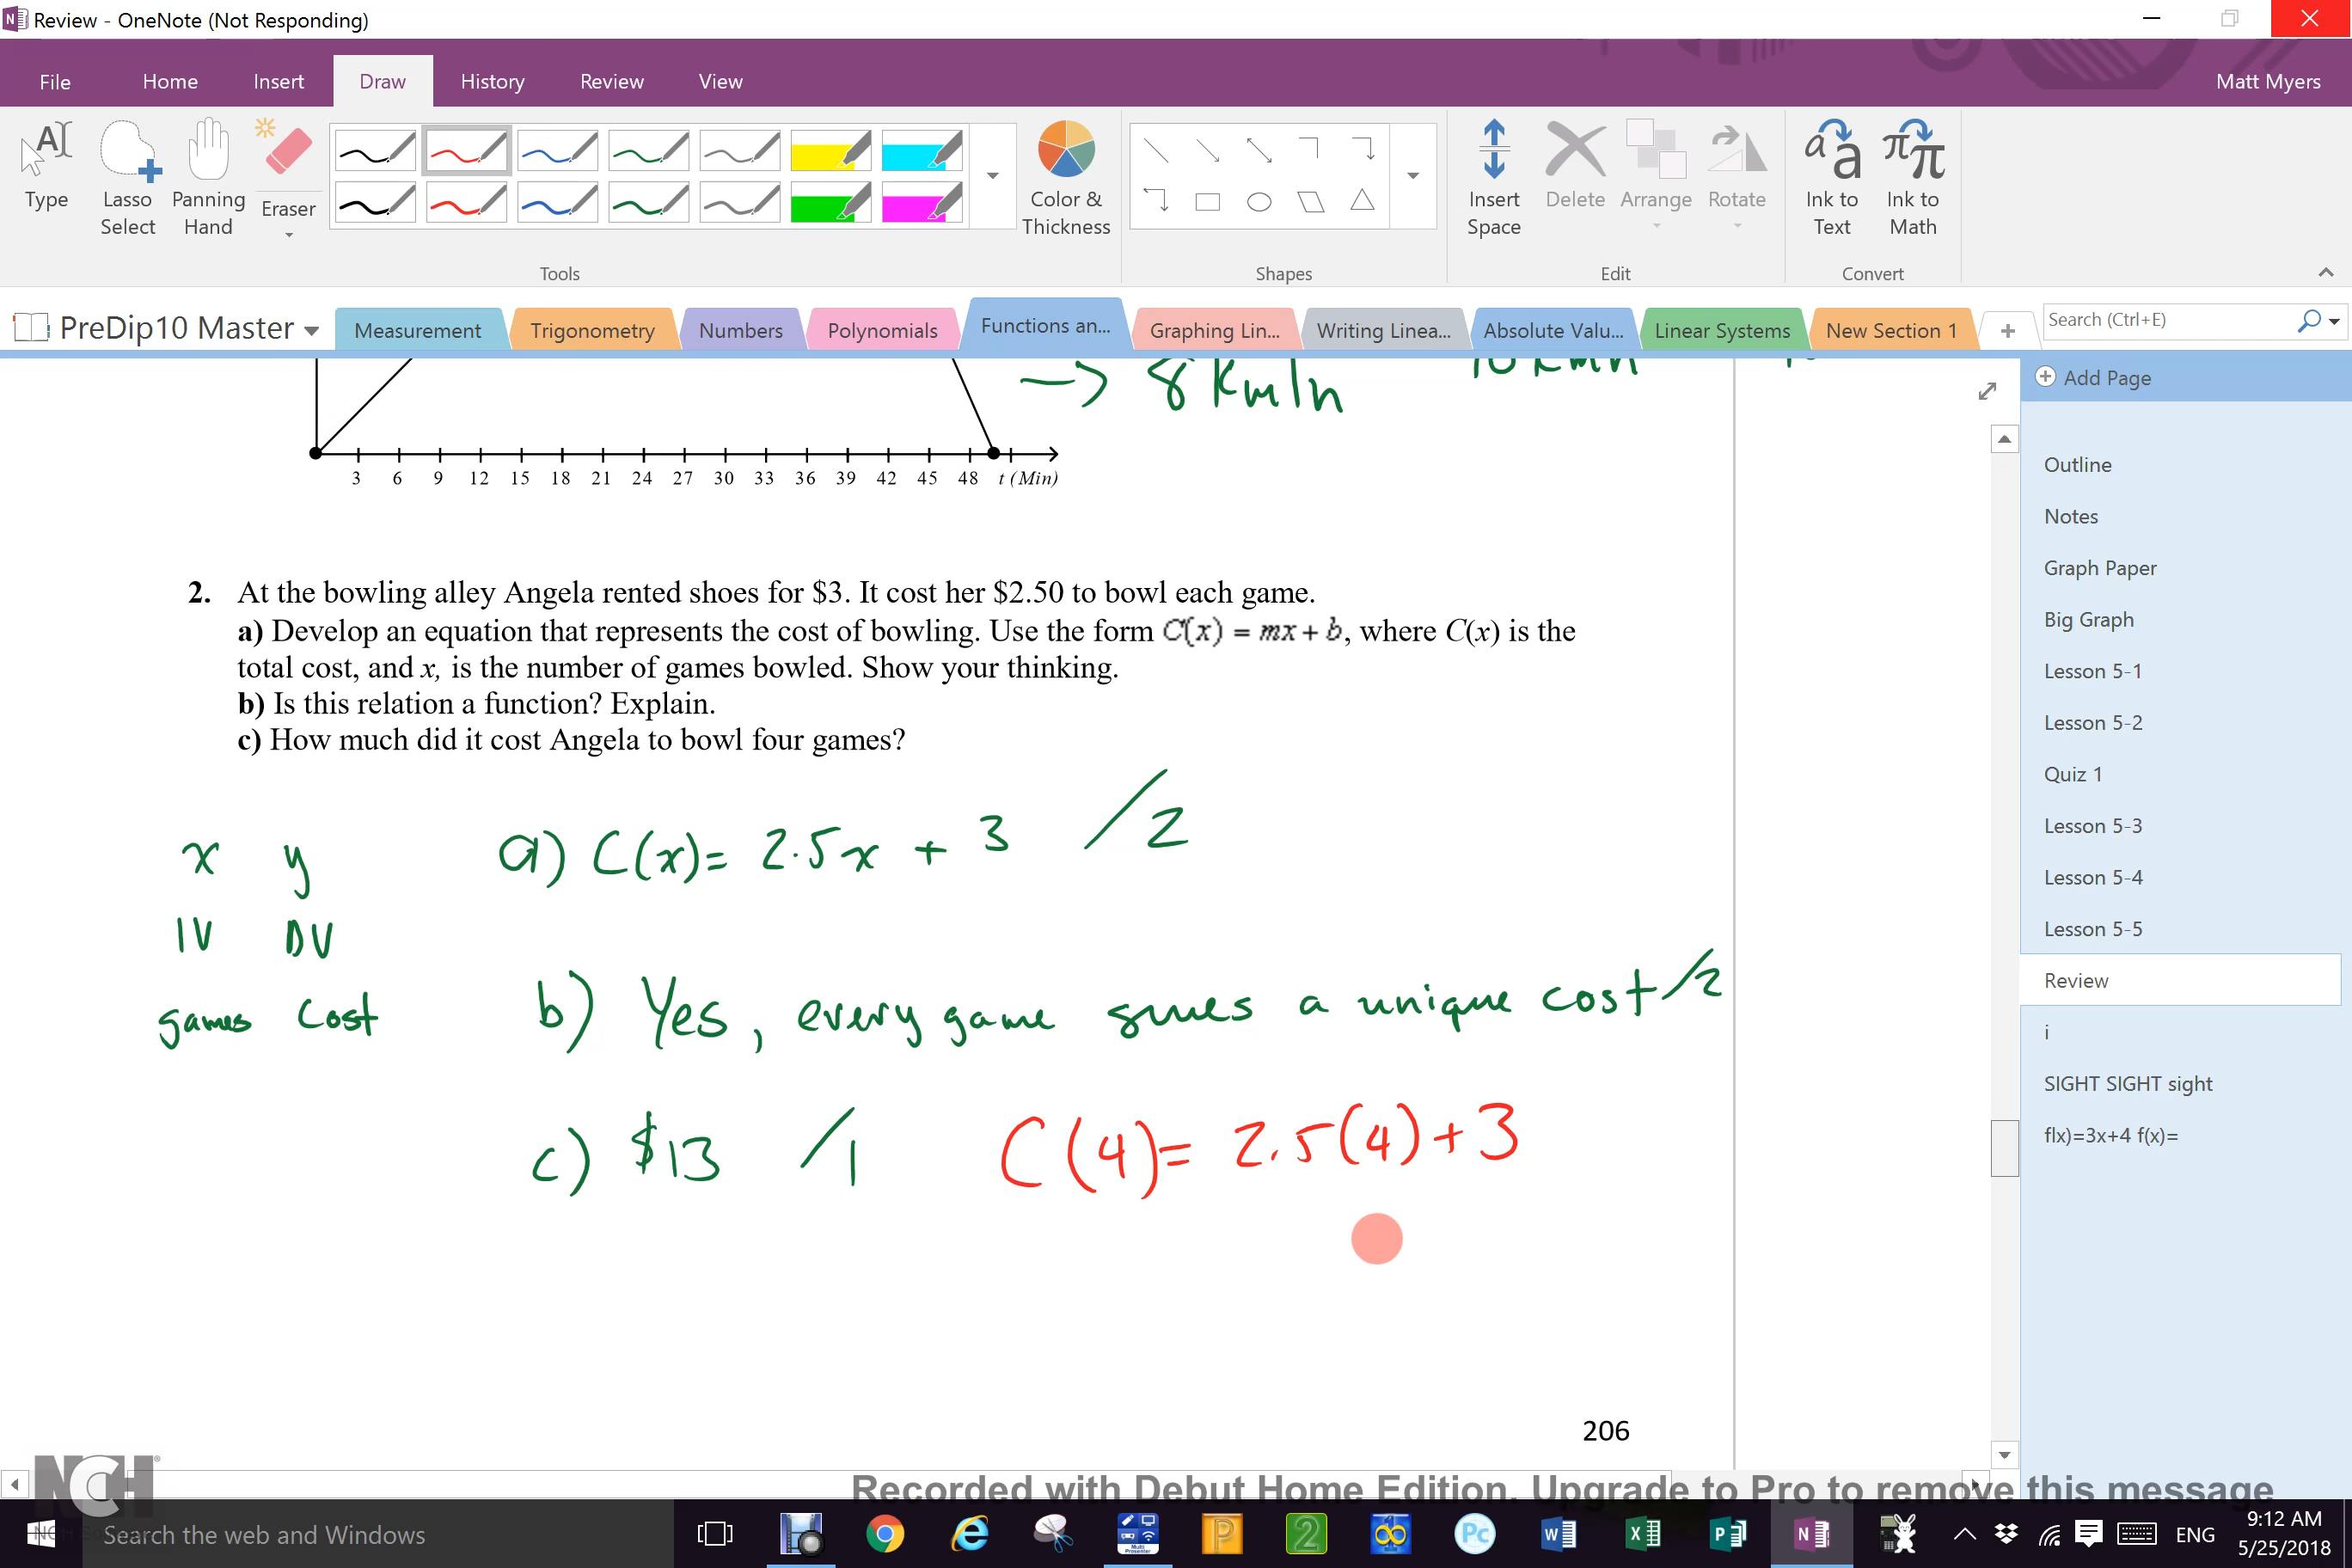 Review - OneNote (Not Responding)
File Home Insert Draw History Review View Matt Myers
Type Lasso Select Panning Hand Eraser Color & Thickness Insert Space Delete Arrange Rotate Ink to Text Ink to Math
Tools Shapes Edit Convert
PreDip10 Master Measurement Trigonometry Numbers Polynomials Functions an... Graphing Lin... Writing Linea... Absolute Valu... Linear Systems New Section 1 Search (Ctrl+E)
→ 8 km/h
3 6 9 12 15 18 21 24 27 30 33 36 39 42 45 48 t (Min)
2. At the bowling alley Angela rented shoes for $3. It cost her $2.50 to bowl each game.
a) Develop an equation that represents the cost of bowling. Use the form C(x) = mx + b, where C(x) is the
total cost, and x, is the number of games bowled. Show your thinking.
b) Is this relation a function? Explain.
c) How much did it cost Angela to bowl four games?
x y a) C(x)= 2.5x + 3 /2
IV DV
games cost b) Yes, every game gives a unique cost /2
c) $13 /1 C(4)= 2.5(4)+3
206
Add Page
Outline
Notes
Graph Paper
Big Graph
Lesson 5-1
Lesson 5-2
Quiz 1
Lesson 5-3
Lesson 5-4
Lesson 5-5
Review
i
SIGHT SIGHT sight
flx)=3x+4 f(x)=
NCH
Recorded with Debut Home Edition. Upgrade to Pro to remove this message
Search the web and Windows
ENG
9:12 AM
5/25/2018